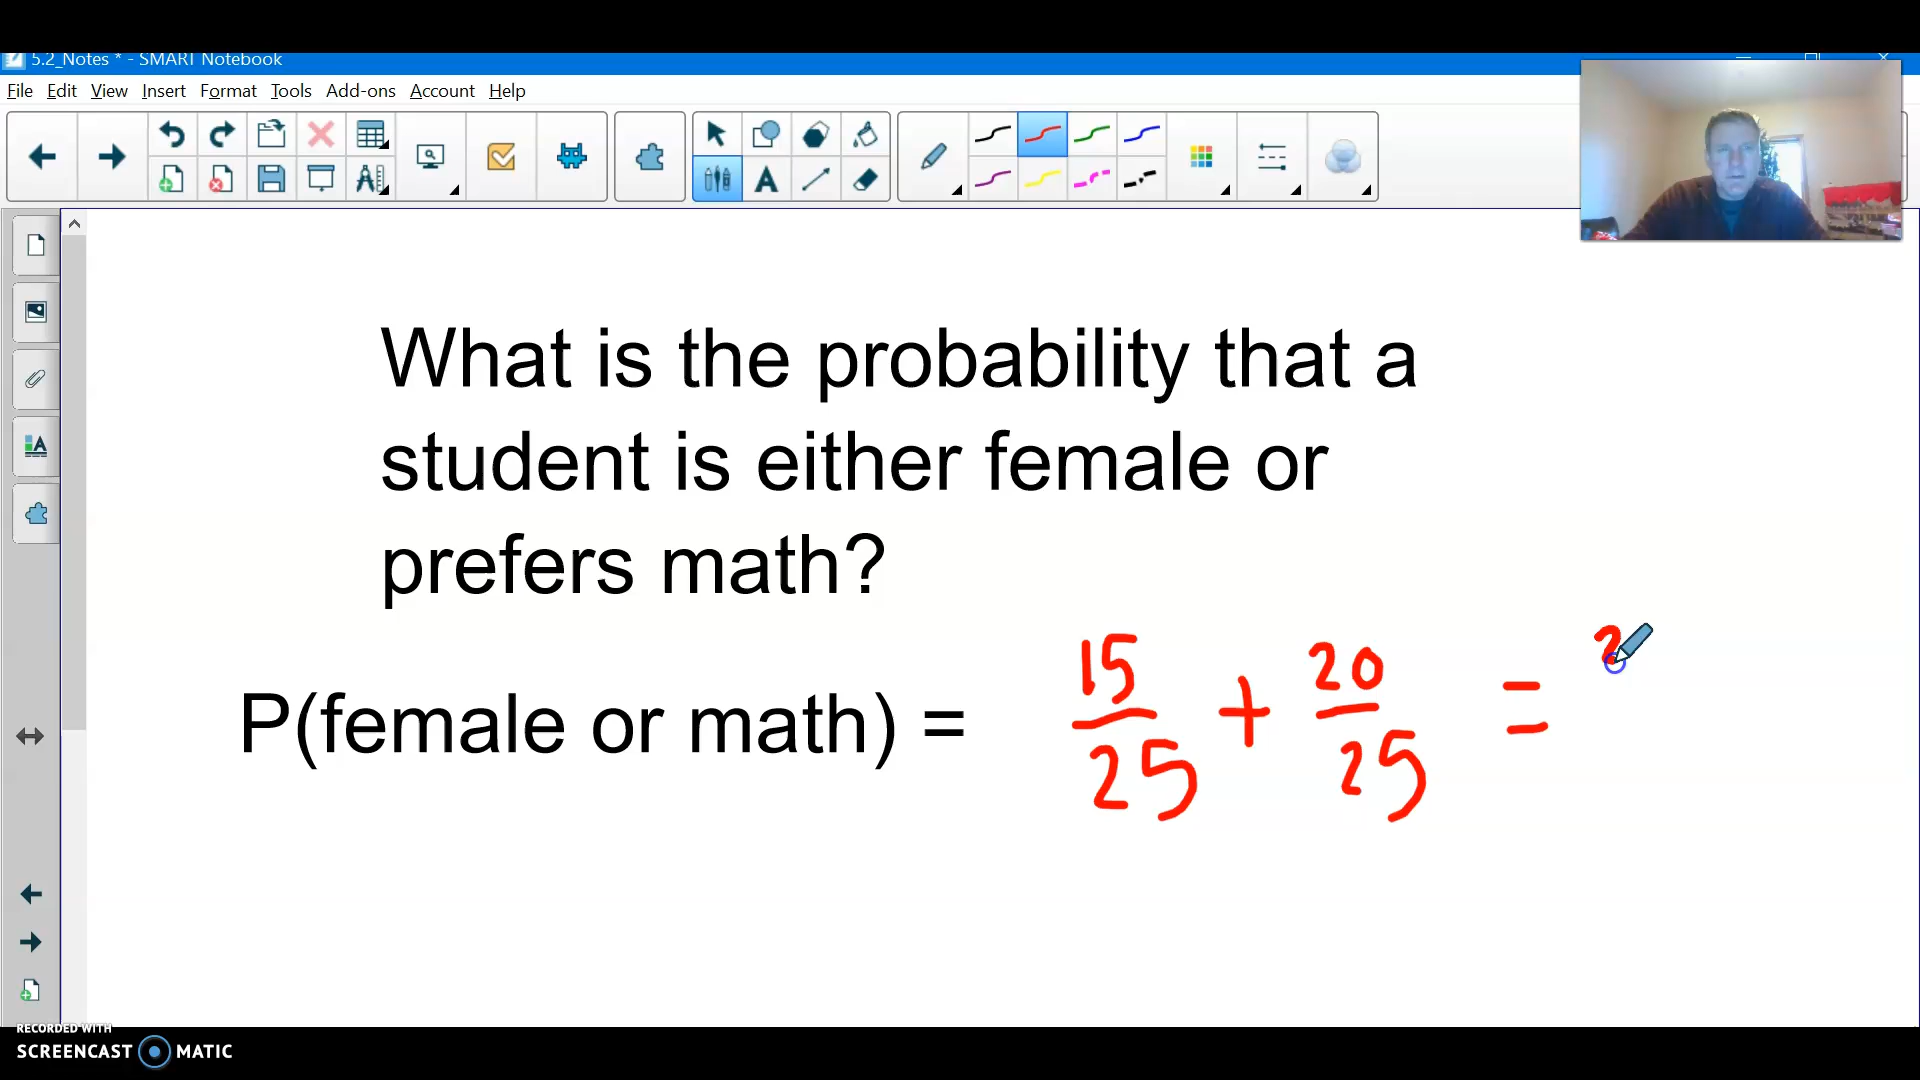 5.2_Notes * - SMART Notebook
File Edit View Insert Format Tools Add-ons Account Help
What is the probability that a
student is either female or
prefers math?
P(female or math) = 15/25 + 20/25 =
RECORDED WITH
SCREENCAST MATIC